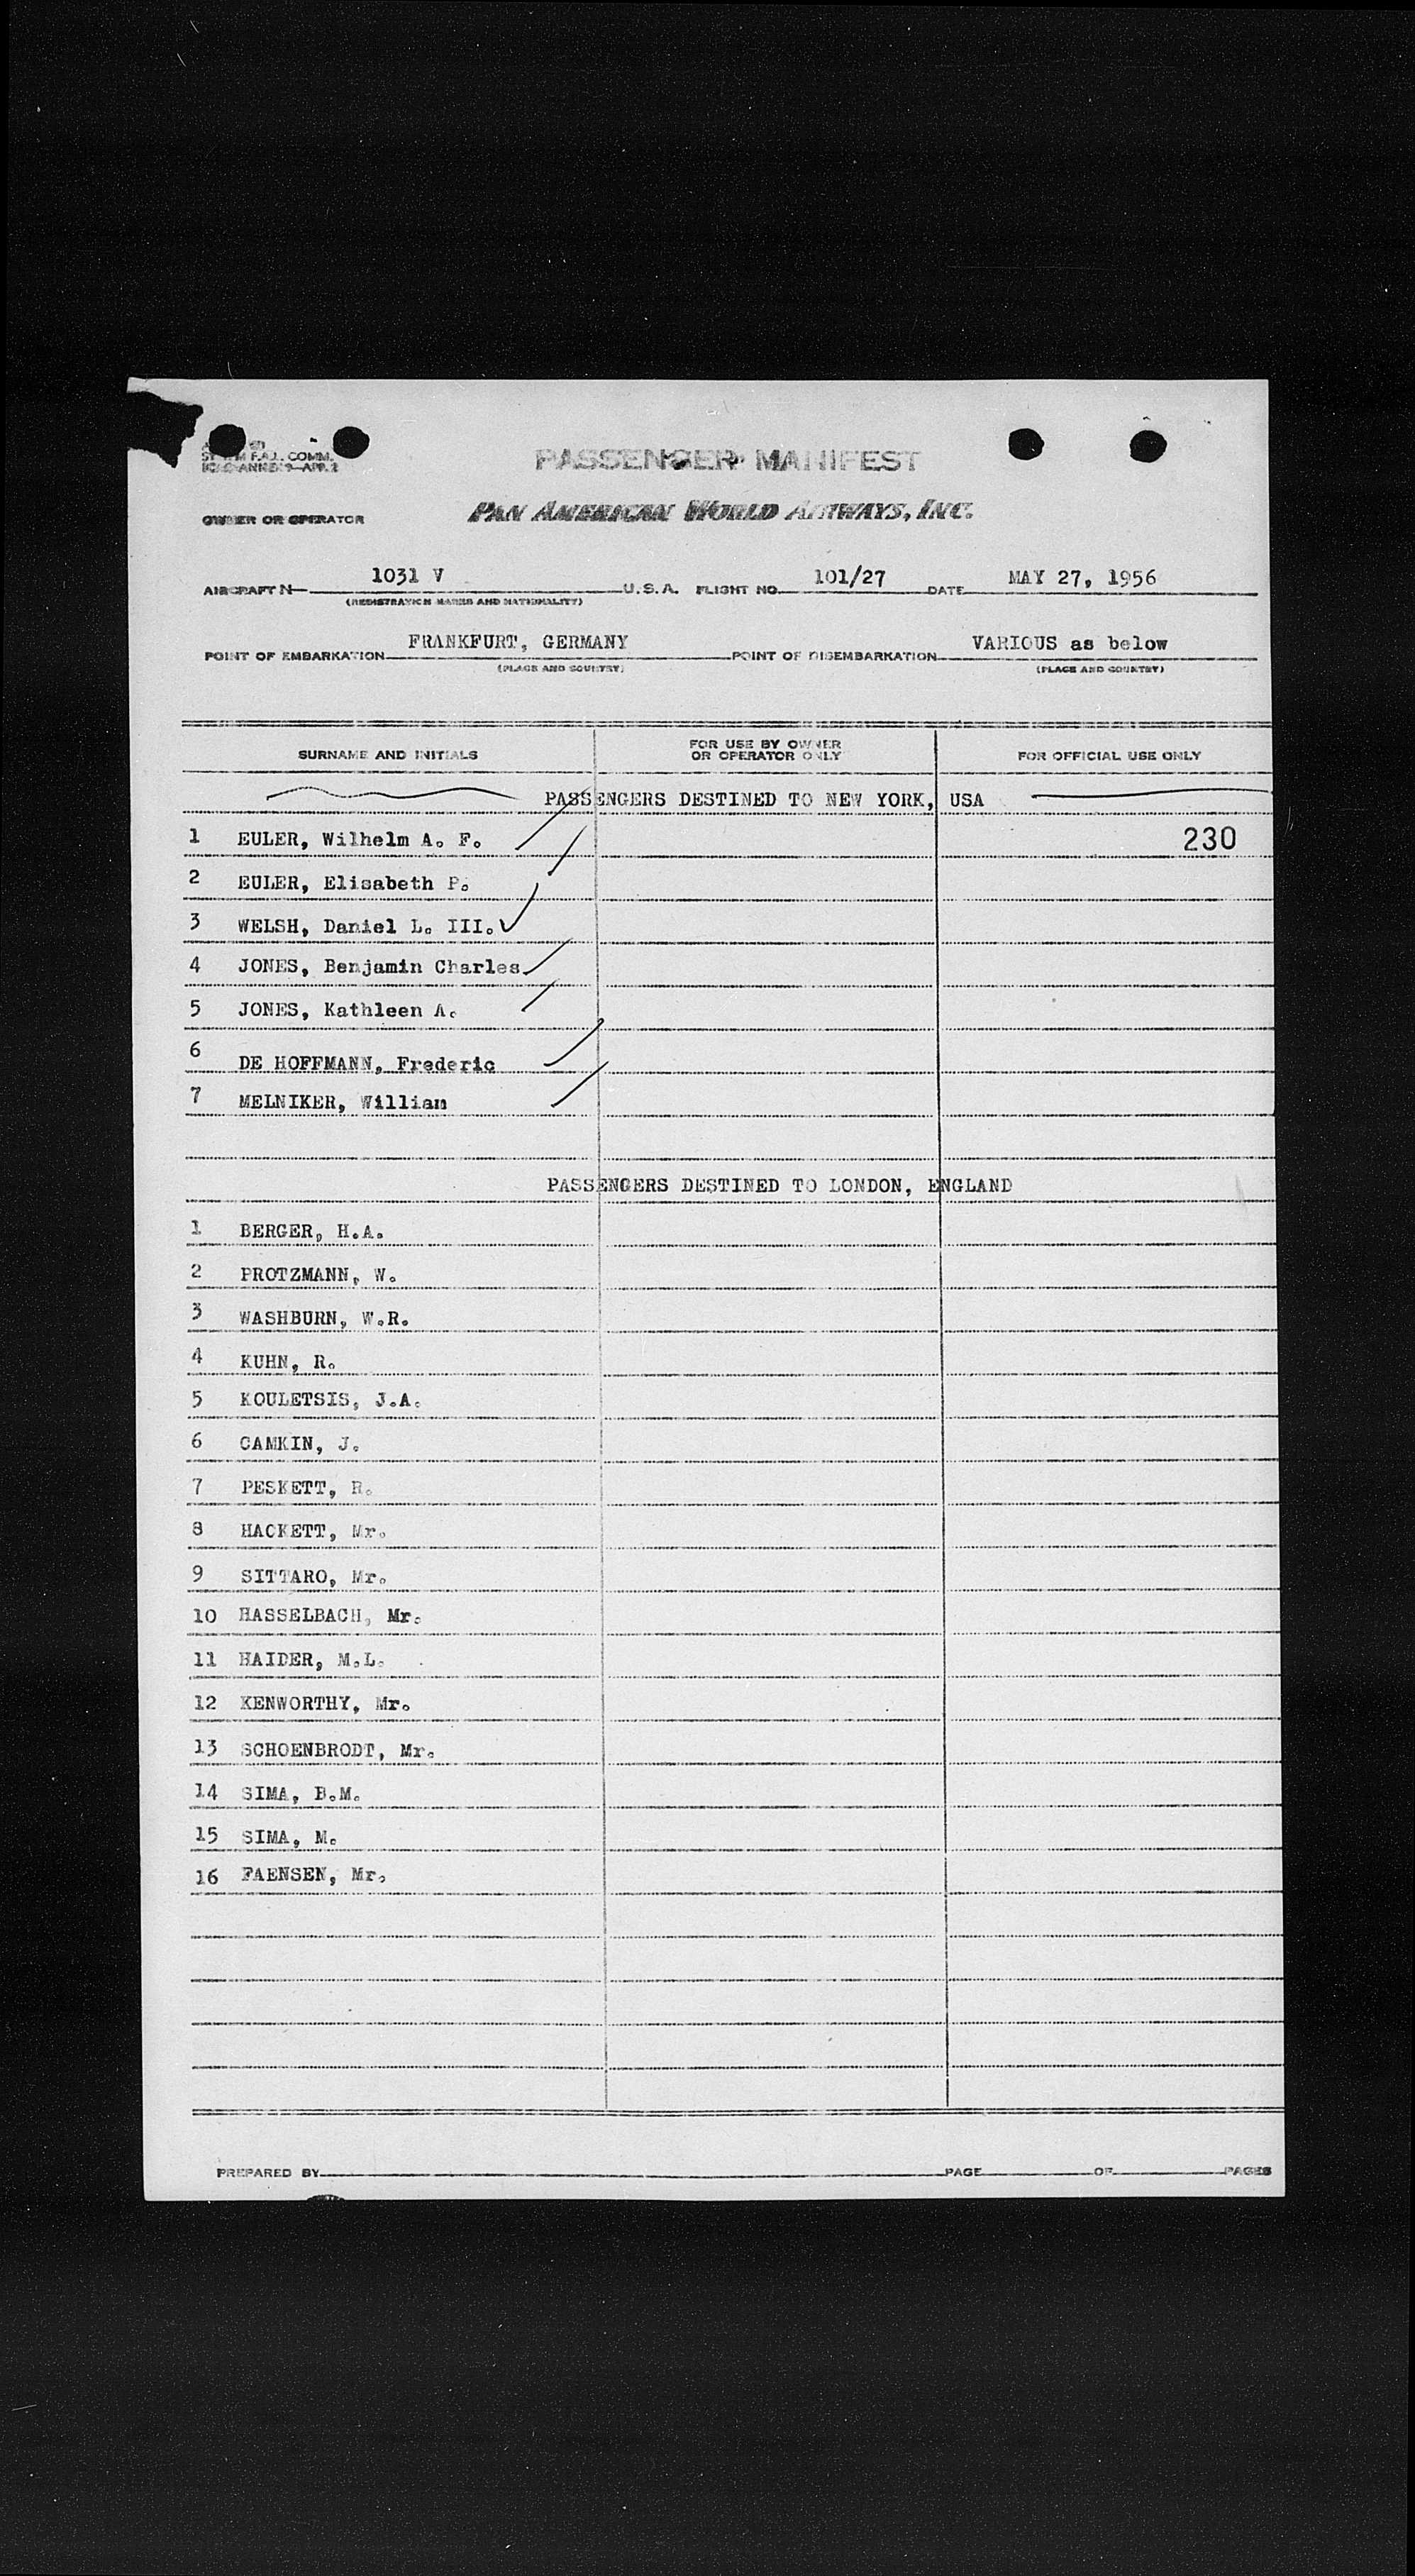 PASSENGER MANIFEST
OWNER OR OPERATOR PAN AMERICAN WORLD AIRWAYS, INC.
AIRCRAFT N 1031 V U.S.A. FLIGHT NO. 101/27 DATE MAY 27, 1956
(REGISTRATION MARKS AND NATIONALITY)
POINT OF EMBARKATION FRANKFURT, GERMANY POINT OF DISEMBARKATION VARIOUS as below
(PLACE AND COUNTRY) (PLACE AND COUNTRY)
SURNAME AND INITIALS FOR USE BY OWNER OR OPERATOR ONLY FOR OFFICIAL USE ONLY
PASSENGERS DESTINED TO NEW YORK, USA
1 EULER, Wilhelm A. F. 230
2 EULER, Elisabeth P.
3 WELSH, Daniel L. III.
4 JONES, Benjamin Charles
5 JONES, Kathleen A.
6 DE HOFFMANN, Frederic
7 MELNIKER, William
PASSENGERS DESTINED TO LONDON, ENGLAND
1 BERGER, H.A.
2 PROTZMANN, W.
3 WASHBURN, W.R.
4 KUHN, R.
5 KOULETSIS, J.A.
6 CAMKIN, J.
7 PESKETT, R.
8 HACKETT, Mr.
9 SITTARO, Mr.
10 HASSELBACH, Mr.
11 HAIDER, M.L.
12 KENWORTHY, Mr.
13 SCHOENBRODT, Mr.
14 SIMA, B.M.
15 SIMA, M.
16 FAENSEN, Mr.
PREPARED BY PAGE OF PAGES